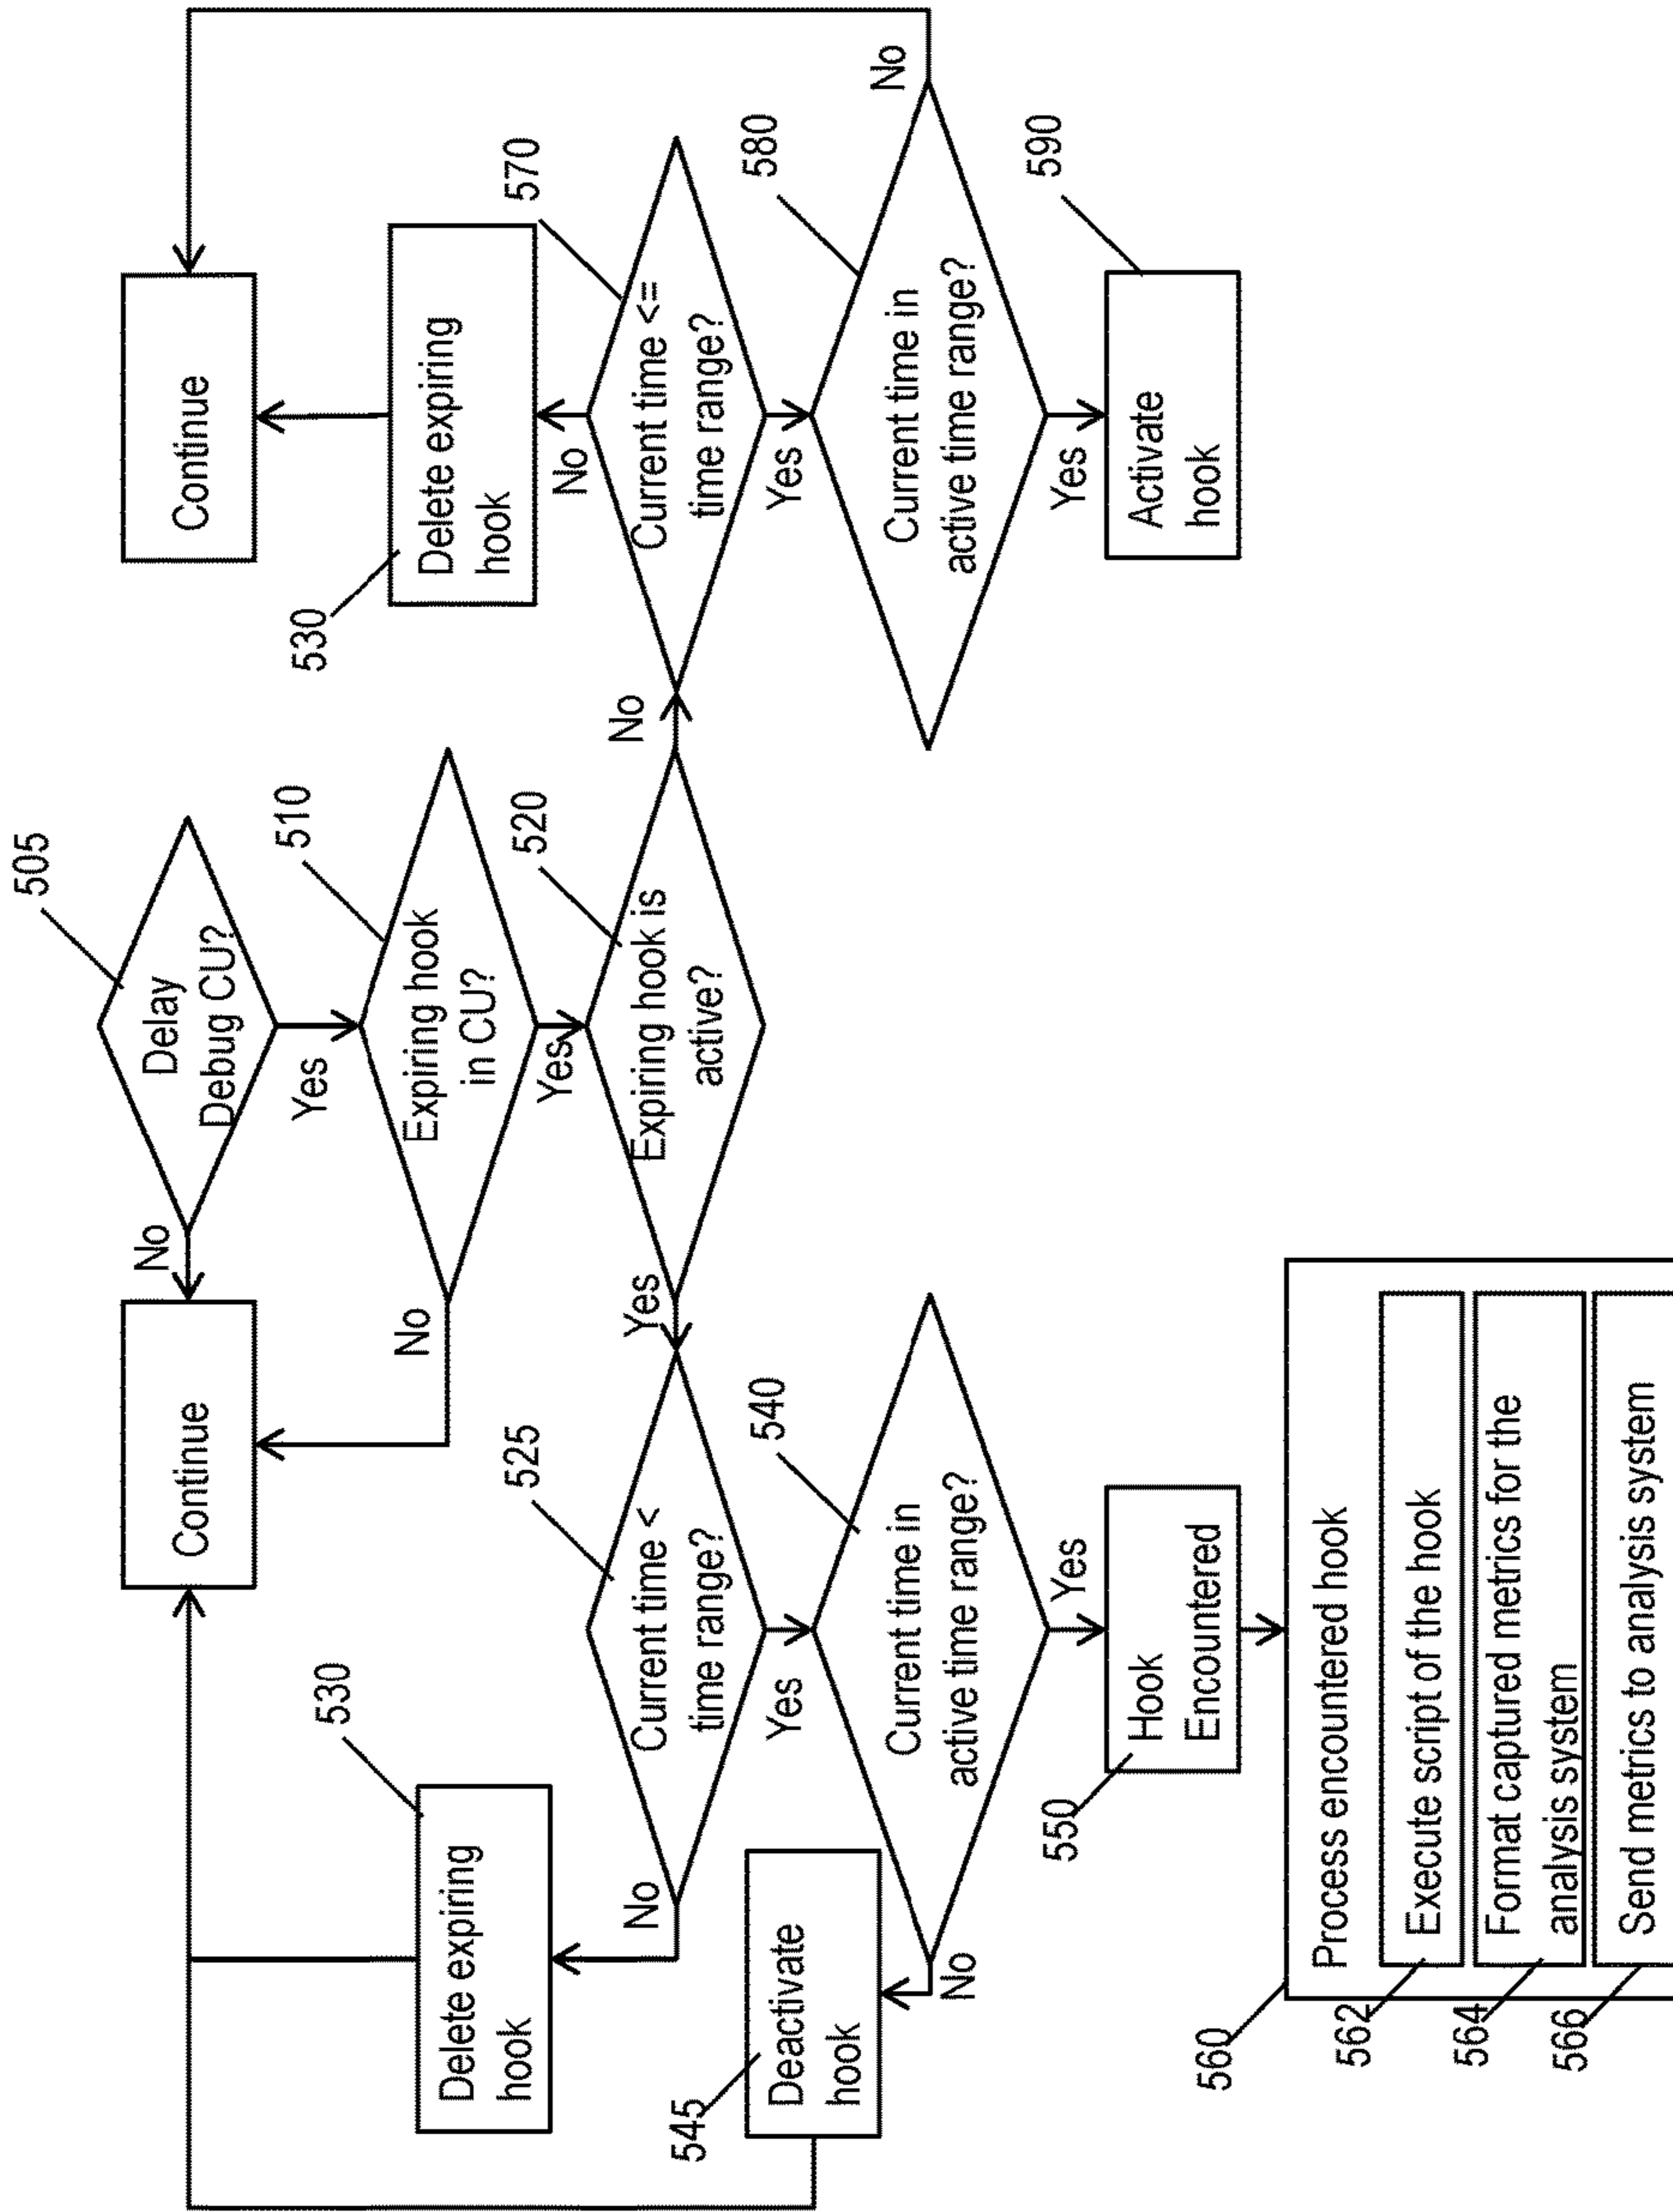 505
Delay
Debug CU?
No
Yes
Continue
510
Expiring hook
in CU?
No
Yes
520
Expiring hook is
active?
Yes
No
525
Current time <
time range?
No
Yes
530
Delete expiring
hook
540
Current time in
active time range?
No
Yes
545
Deactivate
hook
550
Hook
Encountered
560
Process encountered hook
562
Execute script of the hook
564
Format captured metrics for the
analysis system
566
Send metrics to analysis system
Continue
530
Delete expiring
hook
570
Current time <=
time range?
No
Yes
580
Current time in
active time range?
No
Yes
590
Activate
hook